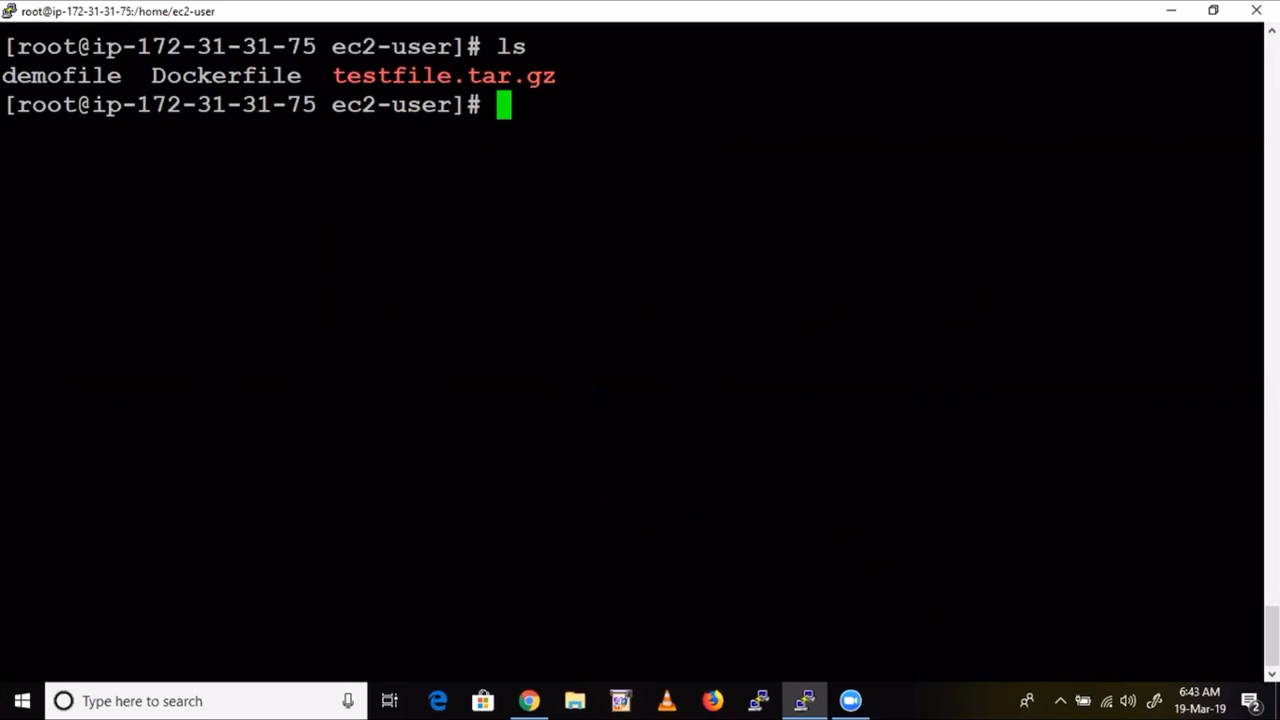 root@ip-172-31-31-75:/home/ec2-user
[root@ip-172-31-31-75 ec2-user]# ls
demofile  Dockerfile  testfile.tar.gz
[root@ip-172-31-31-75 ec2-user]#
Type here to search
6:43 AM
19-Mar-19
2